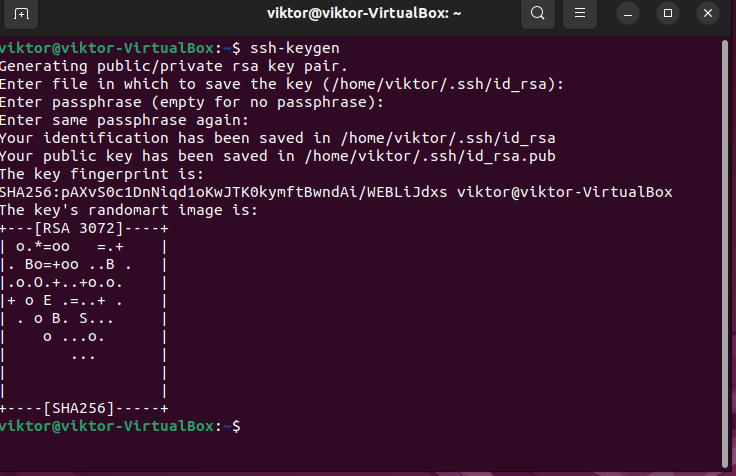 viktor@viktor-VirtualBox: ~
viktor@viktor-VirtualBox:~$ ssh-keygen
Generating public/private rsa key pair.
Enter file in which to save the key (/home/viktor/.ssh/id_rsa):
Enter passphrase (empty for no passphrase):
Enter same passphrase again:
Your identification has been saved in /home/viktor/.ssh/id_rsa
Your public key has been saved in /home/viktor/.ssh/id_rsa.pub
The key fingerprint is:
SHA256:pAXvS0c1DnNiqd1oKwJTK0kymftBwndAi/WEBLiJdxs viktor@viktor-VirtualBox
The key's randomart image is:
+---[RSA 3072]----+
| o.*=oo   =.+    |
|. Bo=+oo ..B .   |
|.o.O.+..+o.o.    |
|+ o E .=..+ .    |
| . o B. S...     |
|    o ...o.      |
|       ...       |
|                 |
|                 |
+----[SHA256]-----+
viktor@viktor-VirtualBox:~$